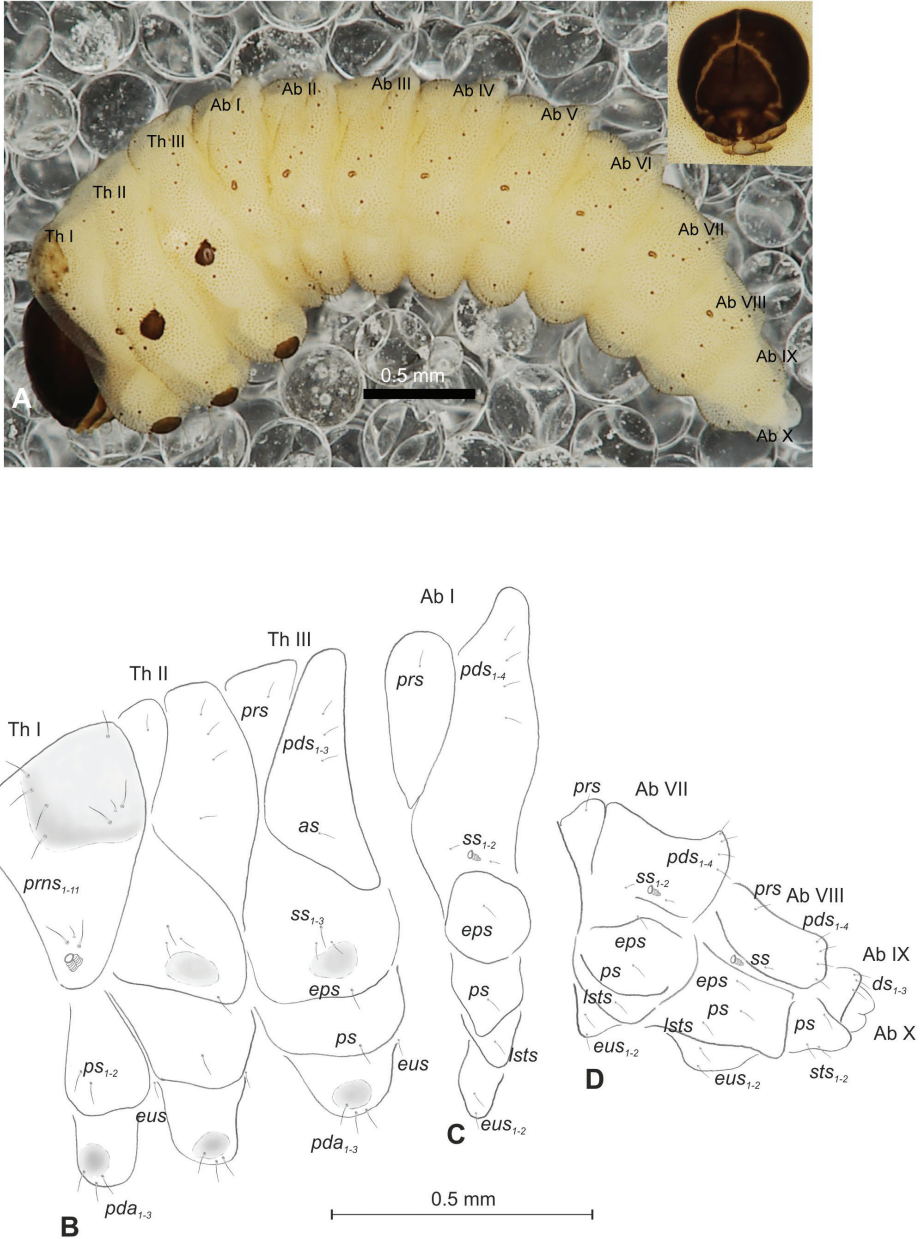 Ab I
Ab II
Ab III
Ab IV
Ab V
Ab VI
Th III
Th II
Th I
Ab VII
Ab VIII
Ab IX
Ab X
0.5 mm
A
Ab I
Th III
Th II
Th I
prs
prs
pds1-4
pds1-3
as
prns1-11
ss1-2
ss1-3
eps
eps
ps
ps
ps1-2
lsts
eus
eus
eus1-2
pda1-3
pda1-3
C
B
prs
Ab VII
pds1-4
ss1-2
prs
Ab VIII
pds1-4
eps
ss
Ab IX
ps
eps
ds1-3
lsts
ps
ps
lsts
Ab X
eus1-2
eus1-2
sts1-2
D
0.5 mm